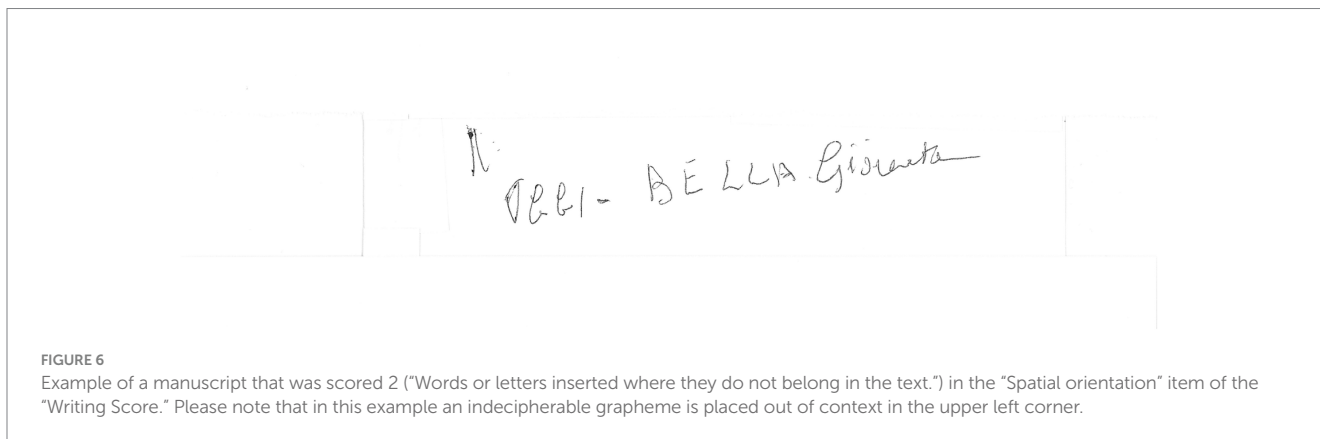 OGGI - BELLA Giornata
FIGURE 6
Example of a manuscript that was scored 2 (“Words or letters inserted where they do not belong in the text.”) in the “Spatial orientation” item of the
“Writing Score.” Please note that in this example an indecipherable grapheme is placed out of context in the upper left corner.